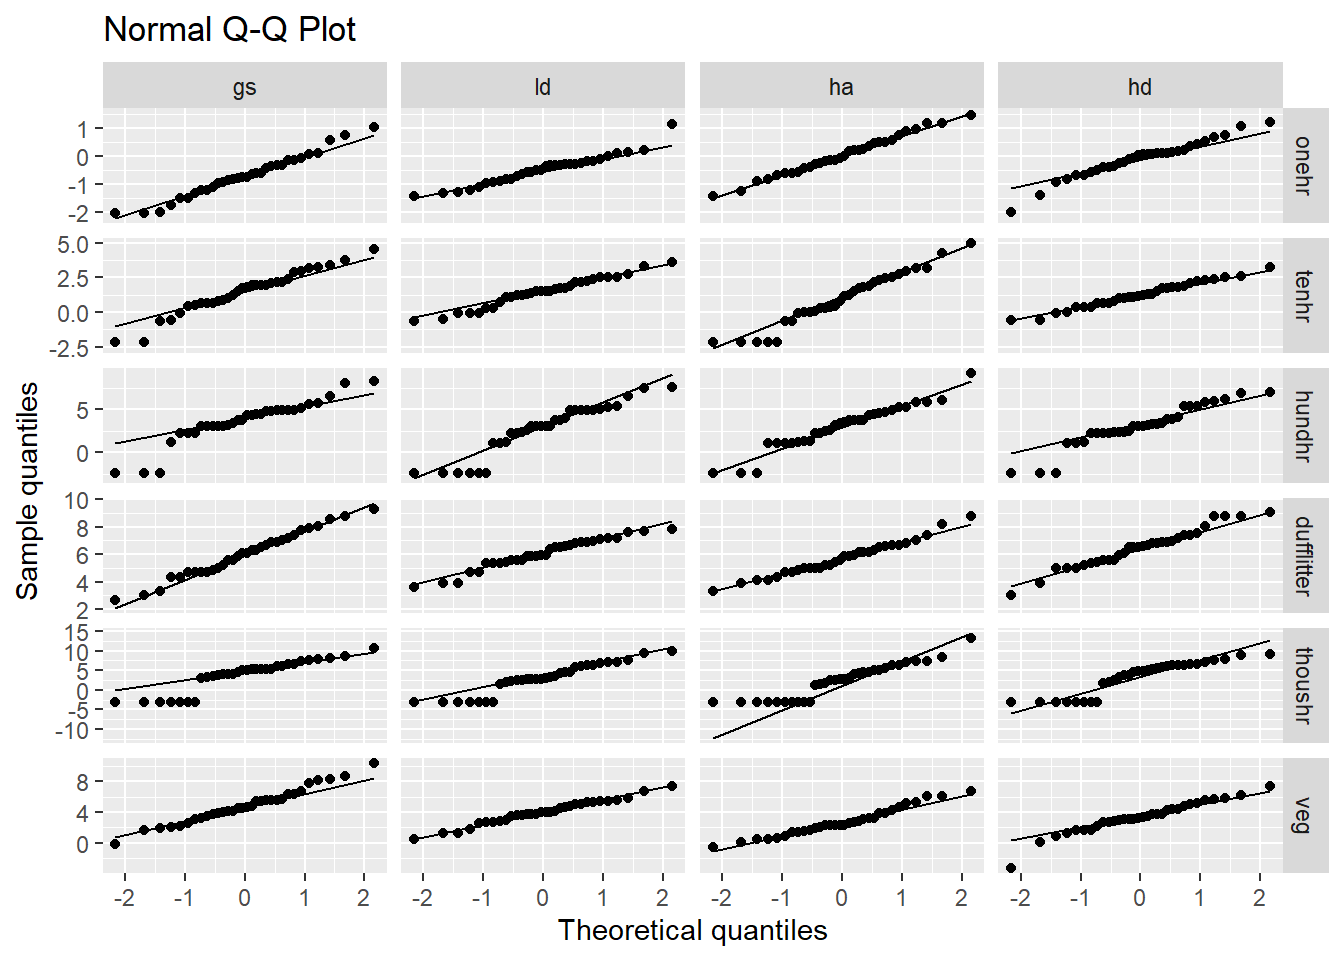 Normal Q-Q Plot
gs ld ha hd
1
0
-1
-2
onehr
5.0
2.5
0.0
-2.5
tenhr
5
0
hundhr
10
8
6
4
2
dufflitter
15
10
5
0
-5
-10
thoushr
8
4
0
veg
Sample quantiles
-2 -1 0 1 2 -2 -1 0 1 2 -2 -1 0 1 2 -2 -1 0 1 2
Theoretical quantiles